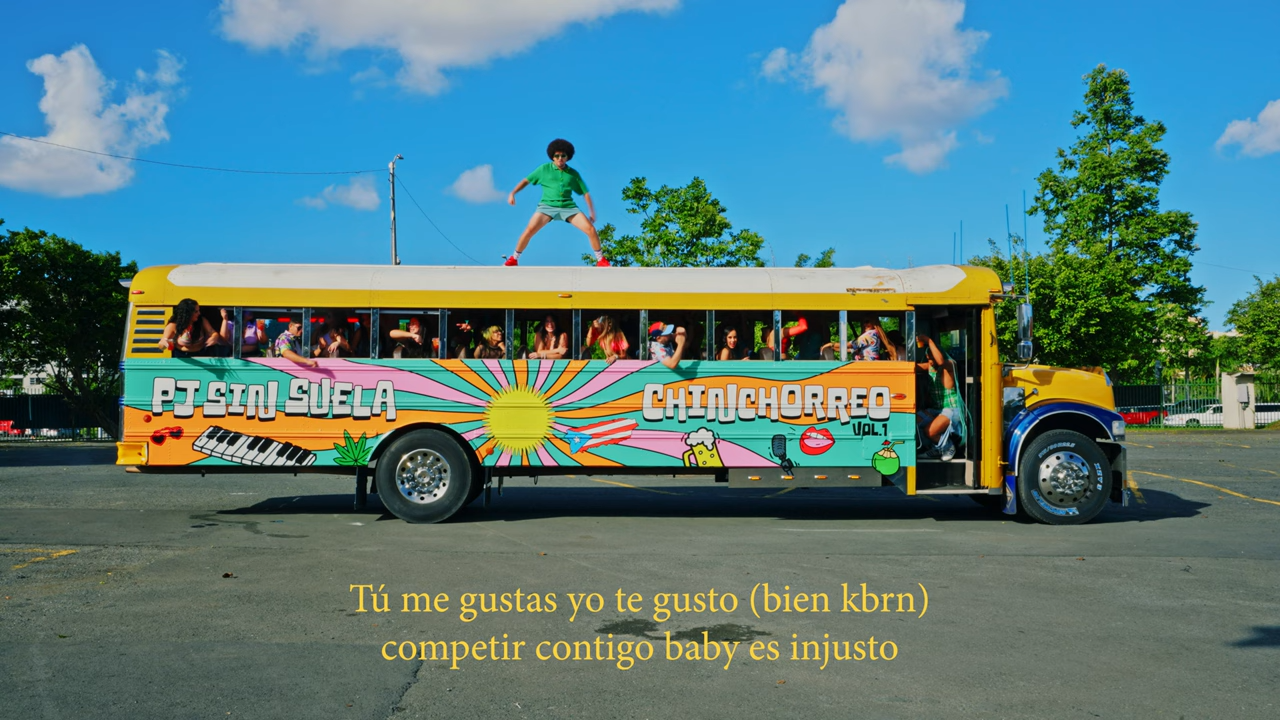 PJ SIN SUELA
CHINCHORREO
VOL.1
Tú me gustas yo te gusto (bien kbrn)
competir contigo baby es injusto